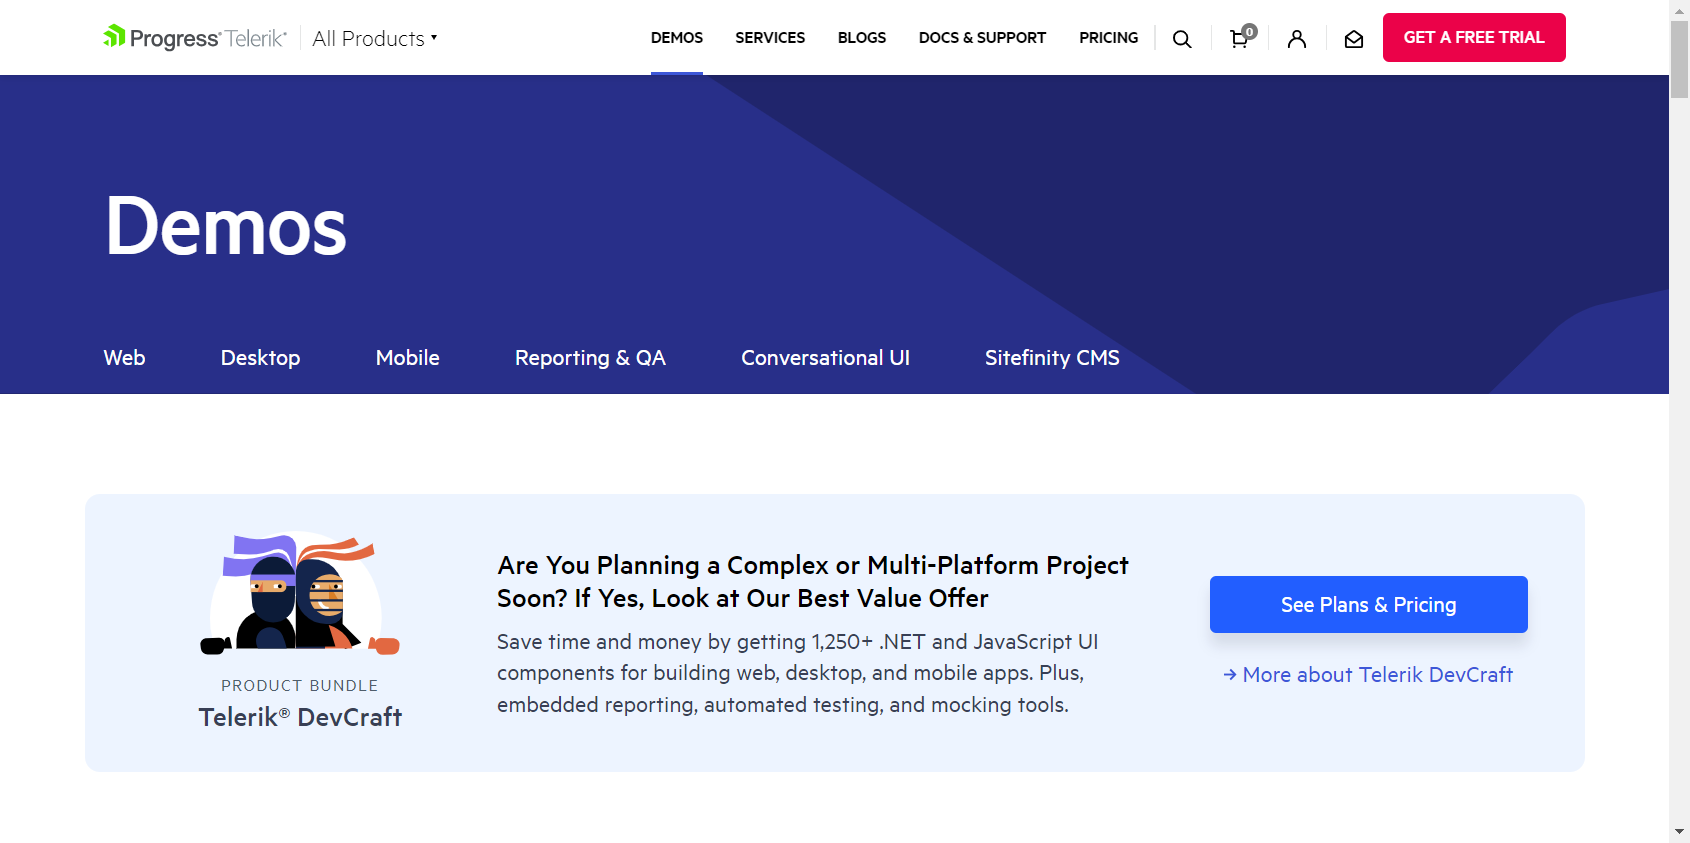 Progress® Telerik®
All Products
DEMOS
SERVICES
BLOGS
DOCS & SUPPORT
PRICING
0
GET A FREE TRIAL
Demos
Web
Desktop
Mobile
Reporting & QA
Conversational UI
Sitefinity CMS
PRODUCT BUNDLE
Telerik® DevCraft
Are You Planning a Complex or Multi-Platform Project
Soon? If Yes, Look at Our Best Value Offer
Save time and money by getting 1,250+ .NET and JavaScript UI
components for building web, desktop, and mobile apps. Plus,
embedded reporting, automated testing, and mocking tools.
See Plans & Pricing
→ More about Telerik DevCraft